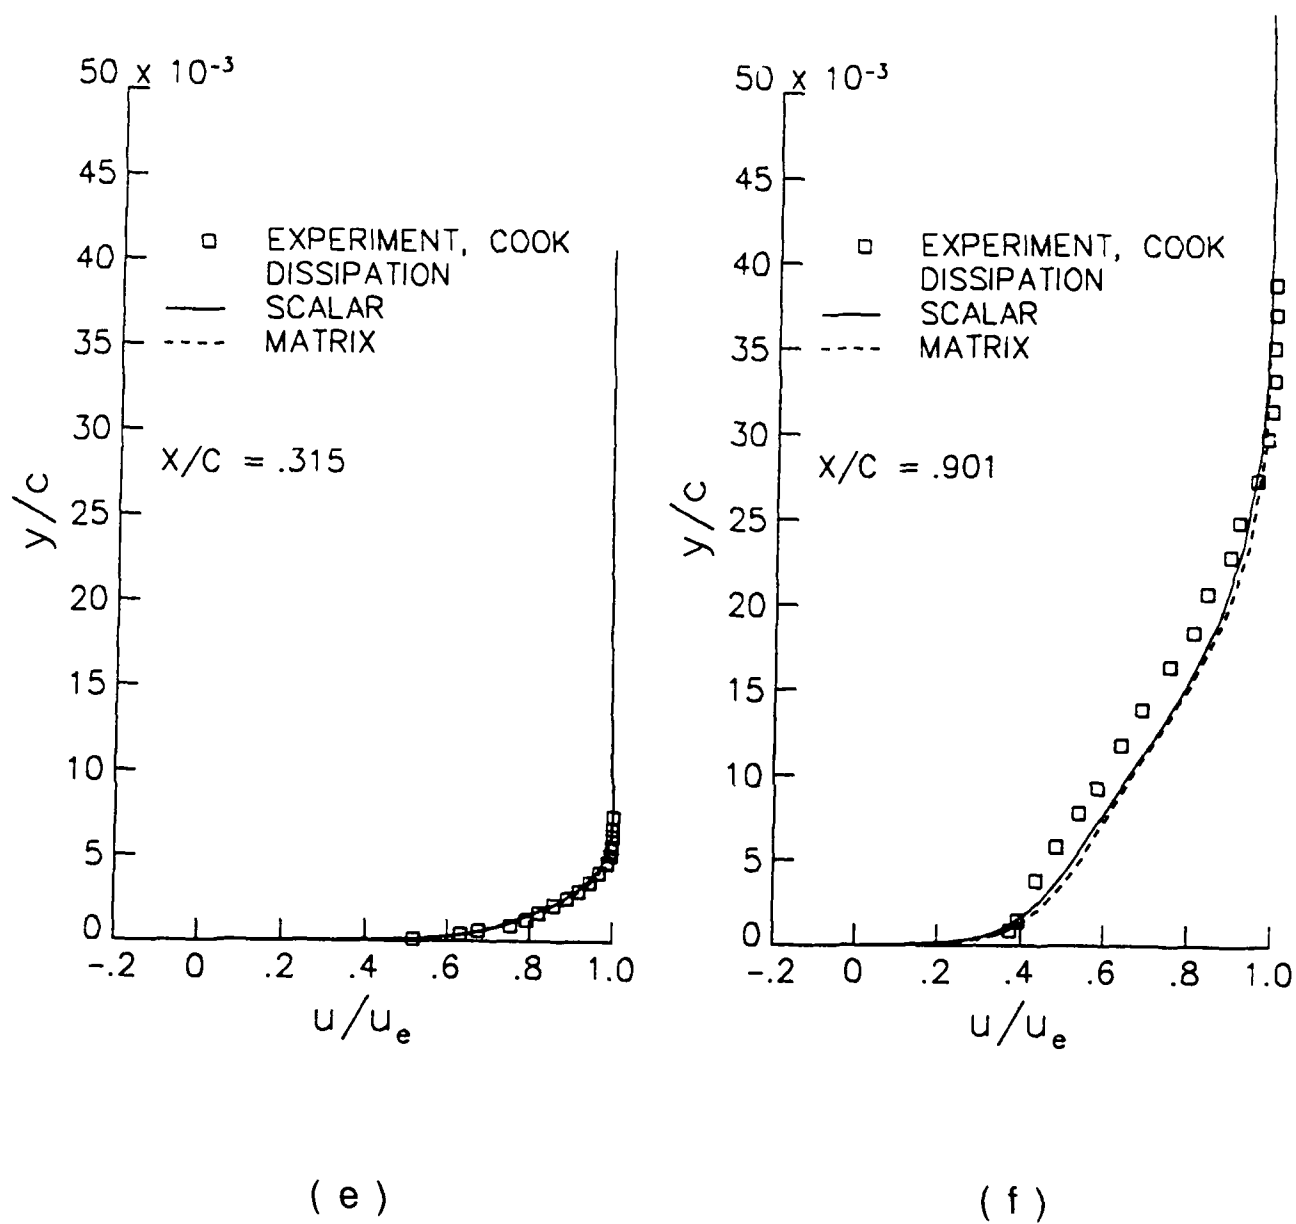 50 x 10-3
45
EXPERIMENT, COOK
40
DISSIPATION
SCALAR
35
MATRIX
30
X/C = .315
y/c
25
20
15
10
5
0
-.2 0 .2 .4 .6 .8 1.0
u/ue
(e)
50 x 10-3
45
EXPERIMENT, COOK
40
DISSIPATION
SCALAR
35
MATRIX
30
X/C = .901
y/c
25
20
15
10
5
0
-.2 0 .2 .4 .6 .8 1.0
u/ue
(f)